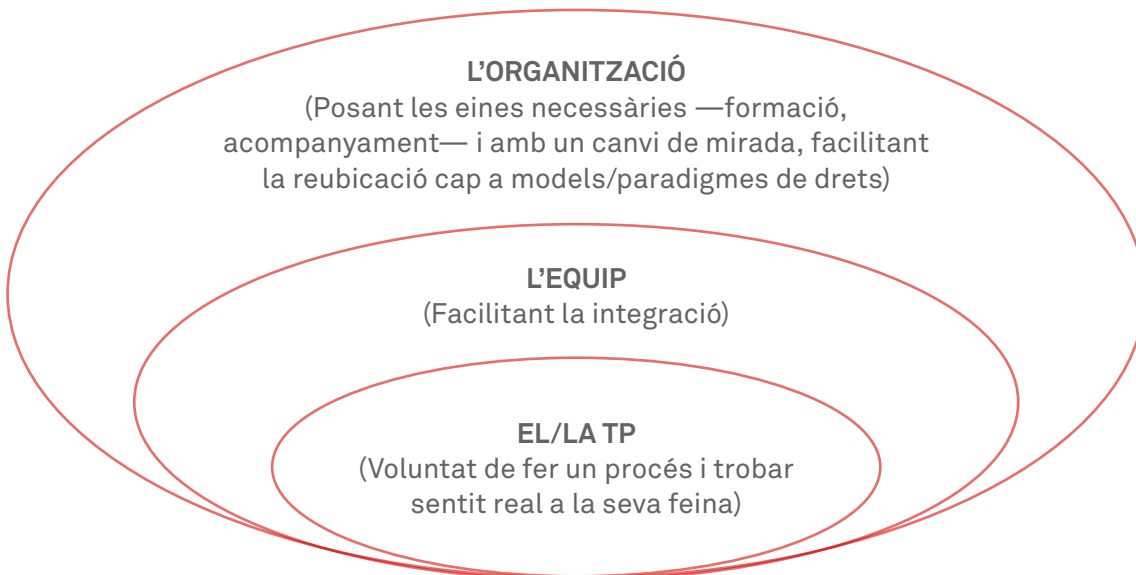 L’ORGANITZACIÓ
(Posant les eines necessàries —formació,
acompanyament— i amb un canvi de mirada, facilitant
la reubicació cap a models/paradigmes de drets)
L’EQUIP
(Facilitant la integració)
EL/LA TP
(Voluntat de fer un procés i trobar
sentit real a la seva feina)